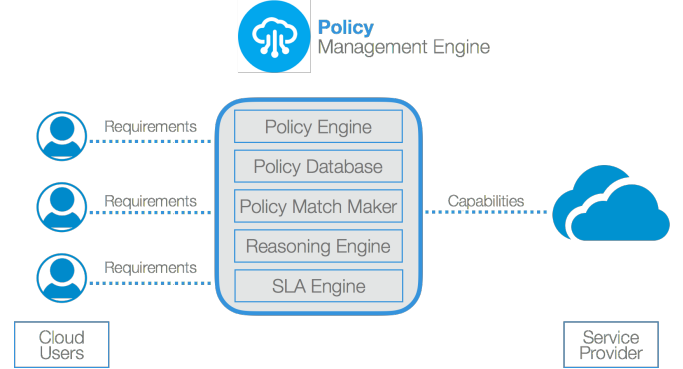 Policy
Management Engine
Requirements
Requirements
Requirements
Policy Engine
Policy Database
Policy Match Maker
Reasoning Engine
SLA Engine
Capabilities
Cloud
Users
Service
Provider